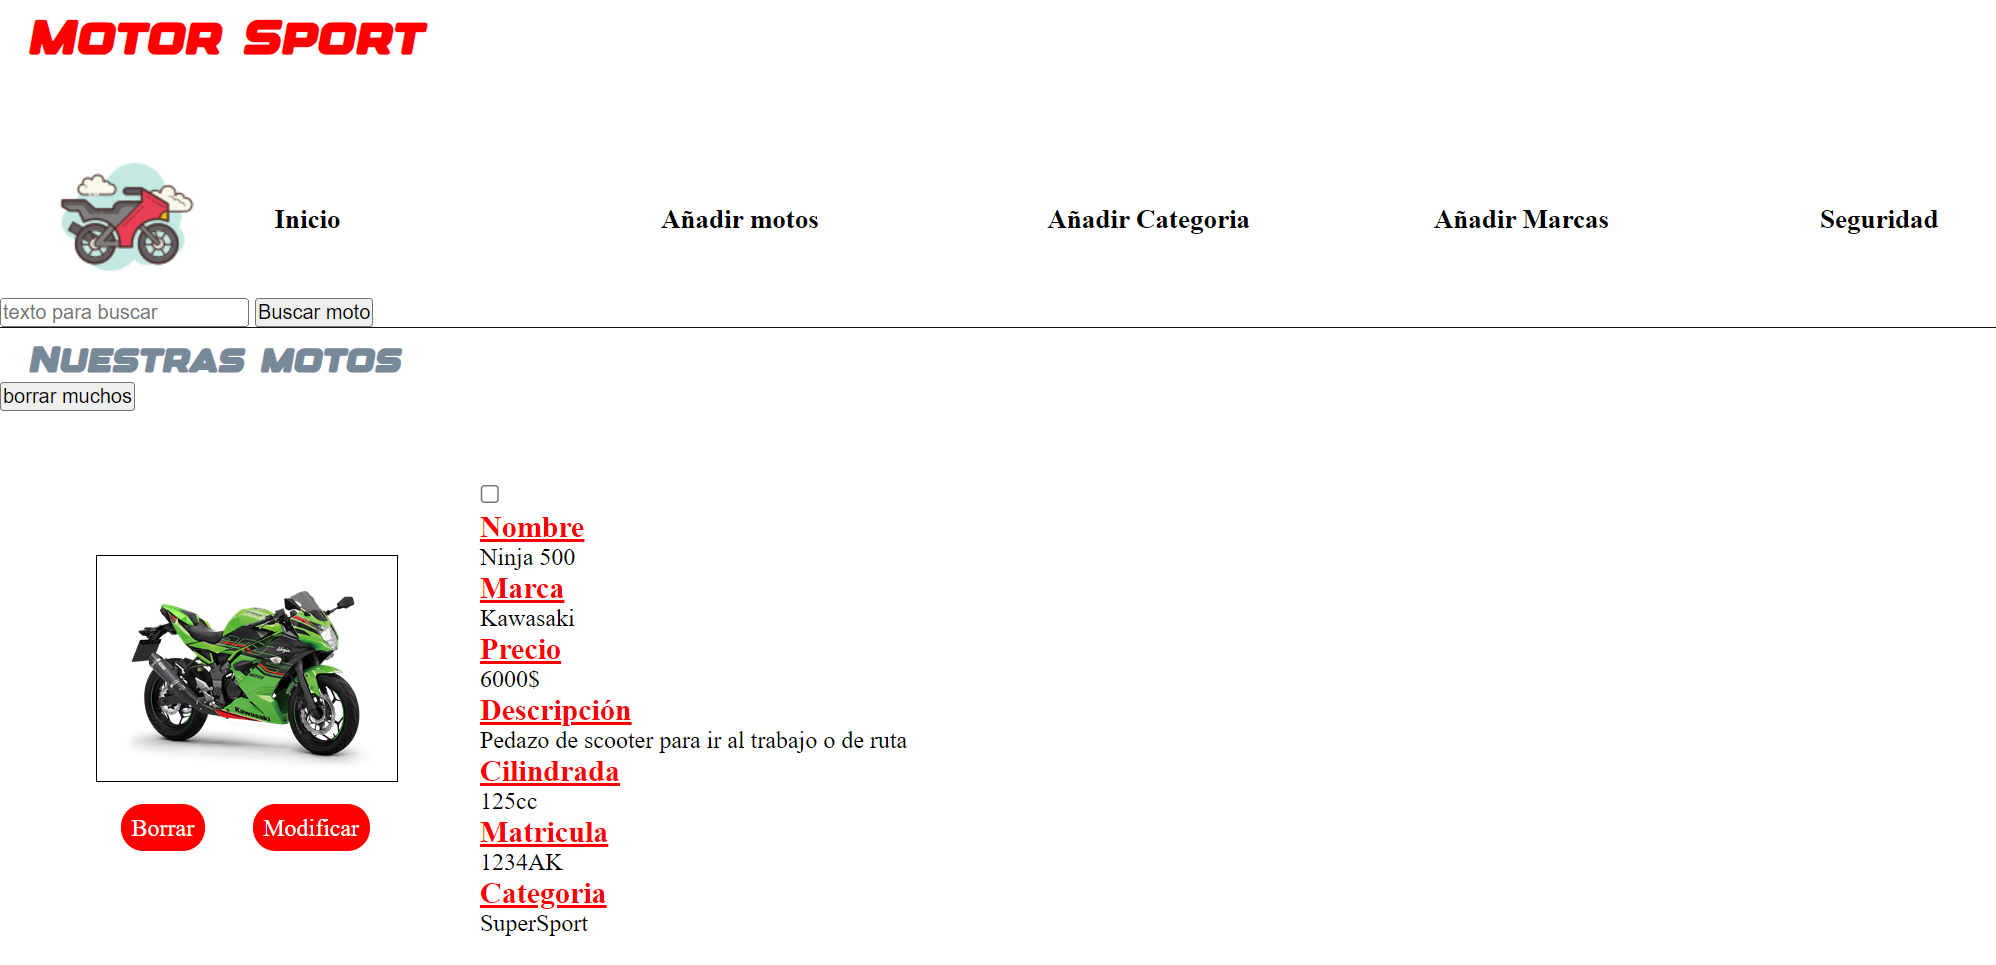 Motor Sport
Inicio Añadir motos Añadir Categoria Añadir Marcas Seguridad
texto para buscar Buscar moto
Nuestras motos
borrar muchos
Nombre
Ninja 500
Marca
Kawasaki
Precio
6000$
Descripción
Pedazo de scooter para ir al trabajo o de ruta
Cilindrada
125cc
Matricula
1234AK
Categoria
SuperSport
Ninja
Kawasaki
Borrar Modificar